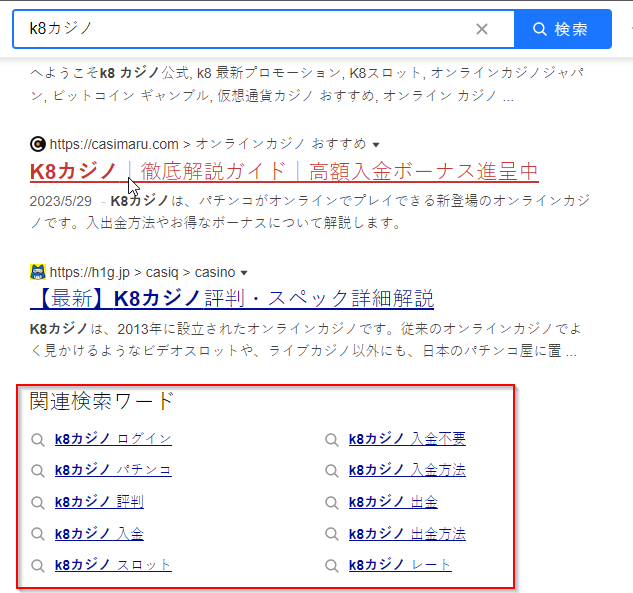 k8カジノ
検索
へようこそk8 カジノ公式, k8 最新プロモーション, K8スロット, オンラインカジノジャパ
ン, ビットコイン ギャンブル, 仮想通貨カジノ おすすめ, オンライン カジノ ...
https://casimaru.com > オンラインカジノ おすすめ
K8カジノ｜徹底解説ガイド｜高額入金ボーナス進呈中
2023/5/29 - K8カジノは、パチンコがオンラインでプレイできる新登場のオンラインカジ
ノです。入出金方法やお得なボーナスについて解説します。
https://h1g.jp > casiq > casino
【最新】K8カジノ評判・スペック詳細解説
K8カジノは、2013年に設立されたオンラインカジノです。従来のオンラインカジノでよ
く見かけるようなビデオスロットや、ライブカジノ以外にも、日本のパチンコ屋に置 ...
関連検索ワード
k8カジノ ログイン
k8カジノ パチンコ
k8カジノ 評判
k8カジノ 入金
k8カジノ スロット
k8カジノ 入金不要
k8カジノ 入金方法
k8カジノ 出金
k8カジノ 出金方法
k8カジノ レート